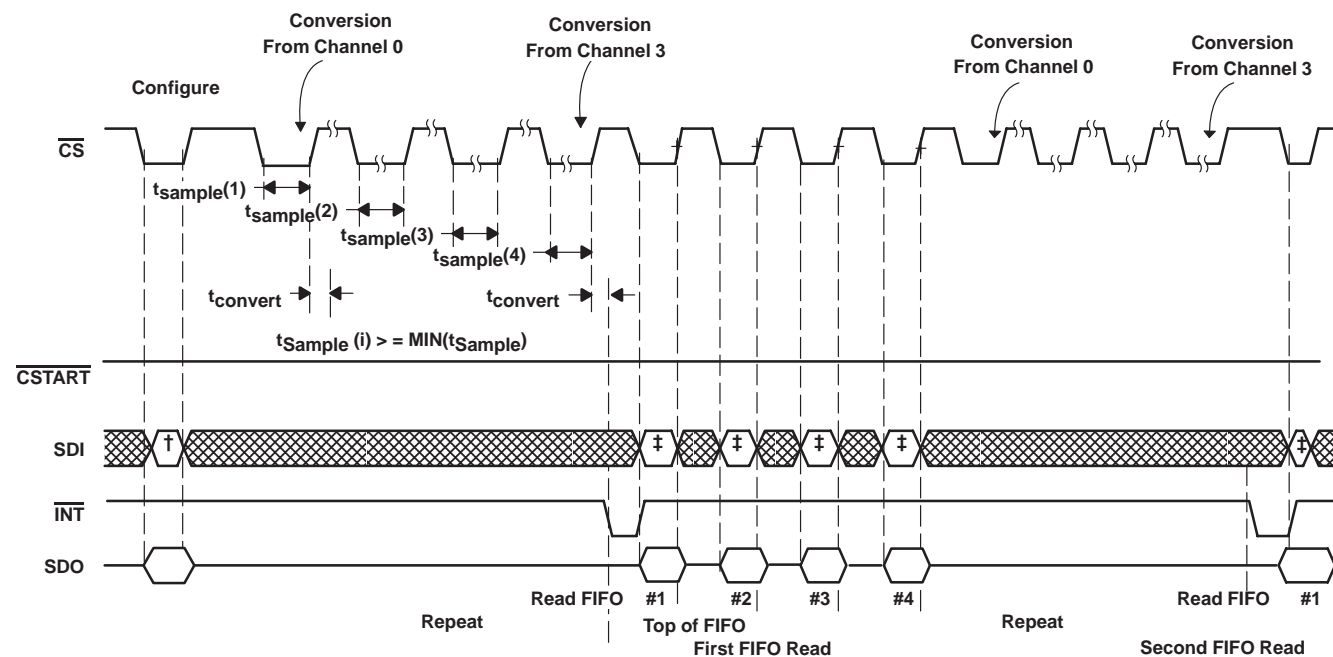 Conversion
From Channel 0
Conversion
From Channel 3
Conversion
From Channel 0
Conversion
From Channel 3
Configure
CS
tsample(1)
tsample(2)
tsample(3)
tsample(4)
tconvert
tconvert
tSample (i) > = MIN(tSample)
CSTART
SDI
†
‡
‡
‡
‡
‡
INT
SDO
Read FIFO
#1
#2
#3
#4
Read FIFO
#1
Repeat
Top of FIFO
Repeat
First FIFO Read
Second FIFO Read